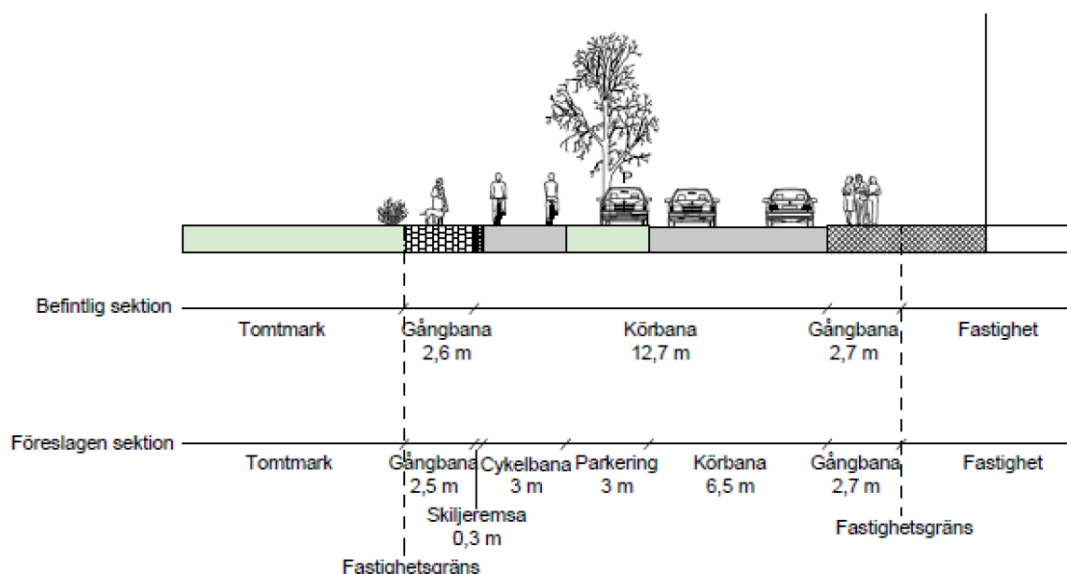 P
Befintlig sektion
Tomtmark
Gångbana
2,6 m
Körbana
12,7 m
Gångbana
2,7 m
Fastighet
Föreslagen sektion
Tomtmark
Gångbana
2,5 m
Cykelbana
3 m
Parkering
3 m
Körbana
6,5 m
Gångbana
2,7 m
Fastighet
Skiljeremsa
0,3 m
Fastighetsgräns
Fastighetsgräns